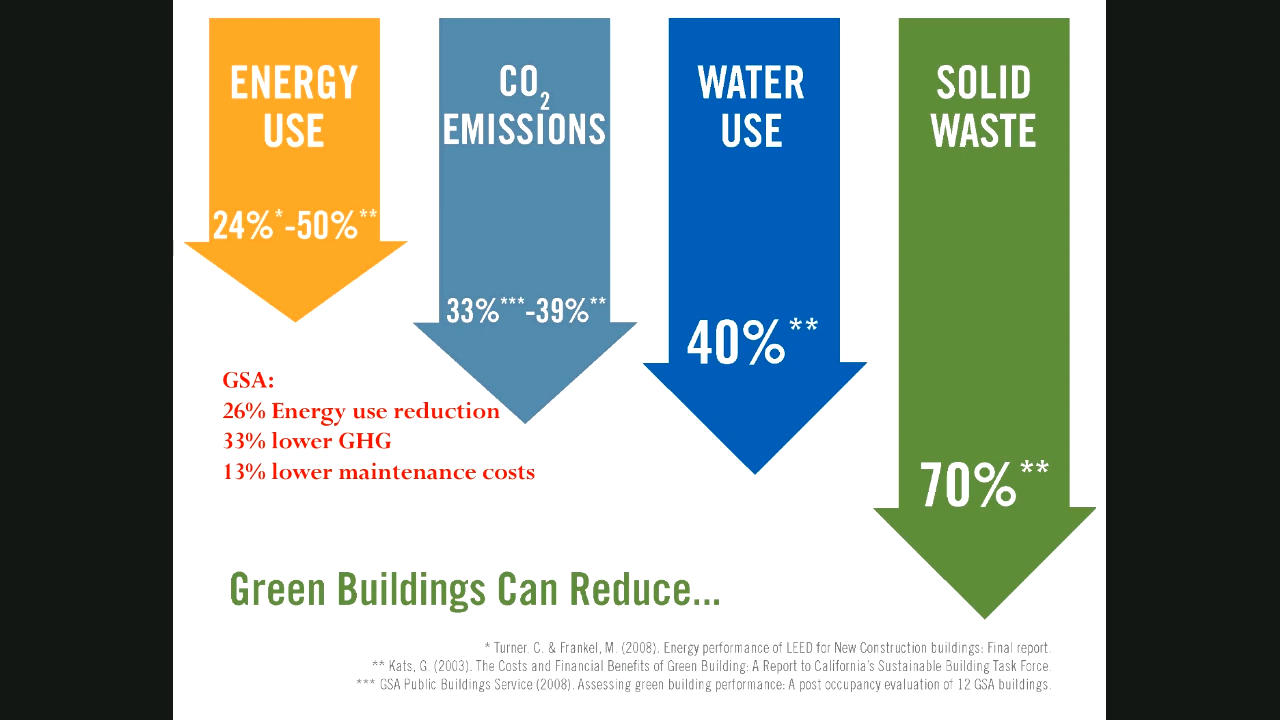 ENERGY
USE
24%*-50%**
CO2
EMISSIONS
33%***-39%**
WATER
USE
40%**
SOLID
WASTE
70%**
GSA:
26% Energy use reduction
33% lower GHG
13% lower maintenance costs
Green Buildings Can Reduce...
* Turner. C. & Frankel, M. (2008). Energy performance of LEED for New Construction buildings: Final report.
** Kats, G. (2003). The Costs and Financial Benefits of Green Building: A Report to California's Sustainable Building Task Force.
*** GSA Public Buildings Service (2008). Assessing green building performance: A post occupancy evaluation of 12 GSA buildings.